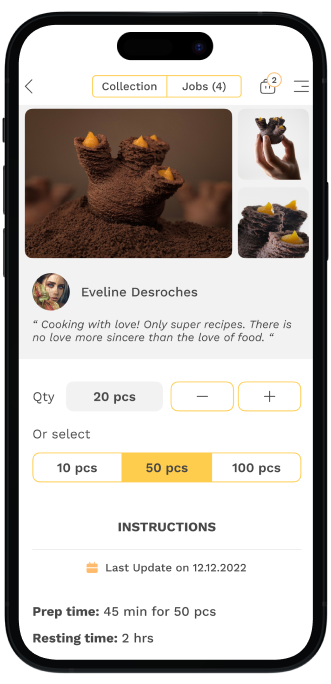 Collection Jobs (4) 2
Eveline Desroches
“ Cooking with love! Only super recipes. There is
no love more sincere than the love of food. “
Qty 20 pcs — +
Or select
10 pcs 50 pcs 100 pcs
INSTRUCTIONS
Last Update on 12.12.2022
Prep time: 45 min for 50 pcs
Resting time: 2 hrs